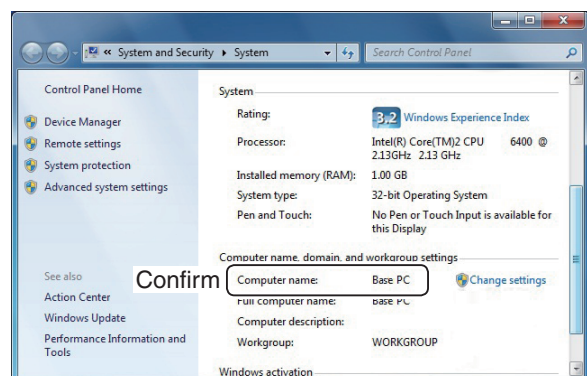 « System and Security ▸ System
Search Control Panel
Control Panel Home
Device Manager
Remote settings
System protection
Advanced system settings
See also
Action Center
Windows Update
Performance Information and
Tools
System
Rating:
3,2 Windows Experience Index
Processor: Intel(R) Core(TM)2 CPU 6400 @
2.13GHz 2.13 GHz
Installed memory (RAM): 1.00 GB
System type: 32-bit Operating System
Pen and Touch: No Pen or Touch Input is available for
this Display
Computer name, domain, and workgroup settings
Confirm
Computer name: Base PC
Change settings
Full computer name: Base PC
Computer description:
Workgroup: WORKGROUP
Windows activation